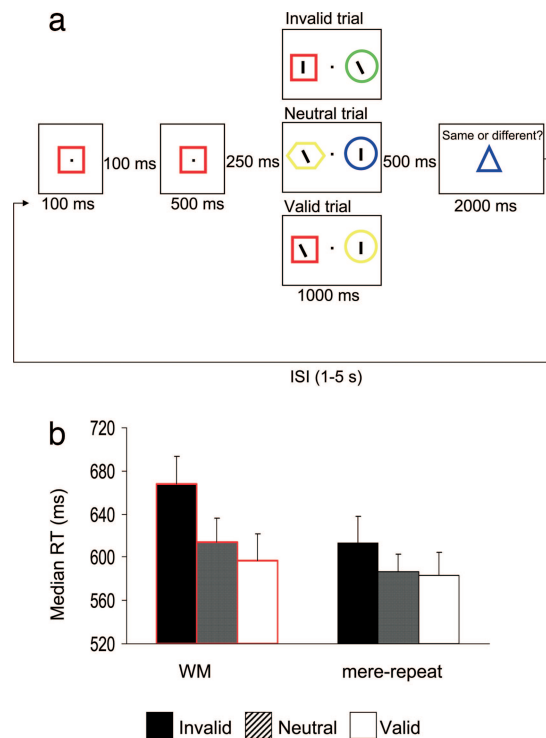 a
Invalid trial
Neutral trial
Same or different?
100 ms
250 ms
500 ms
100 ms
500 ms
Valid trial
2000 ms
1000 ms
ISI (1-5 s)
b
Median RT (ms)
720
680
640
600
560
520
WM
mere-repeat
Invalid
Neutral
Valid